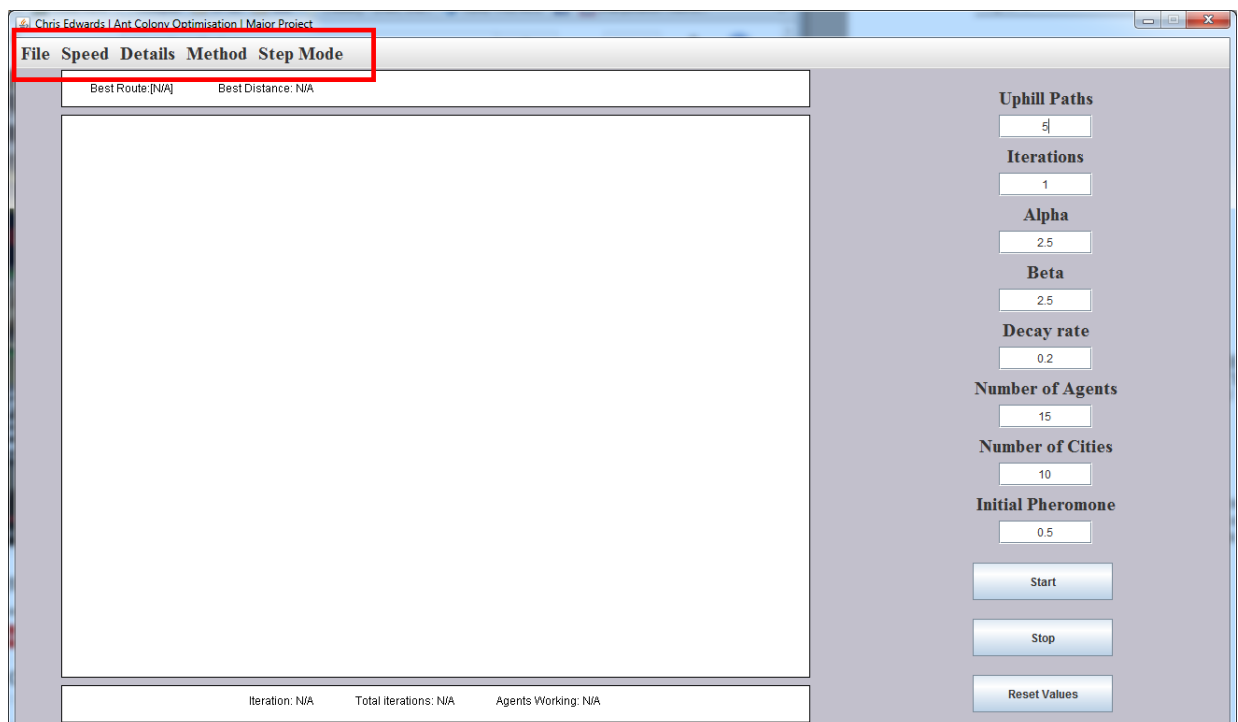 Chris Edwards | Ant Colony Optimisation | Major Project
File Speed Details Method Step Mode
Best Route:[N/A] Best Distance: N/A
Uphill Paths
5
Iterations
1
Alpha
2.5
Beta
2.5
Decay rate
0.2
Number of Agents
15
Number of Cities
10
Initial Pheromone
0.5
Start
Stop
Reset Values
Iteration: N/A Total iterations: N/A Agents Working: N/A